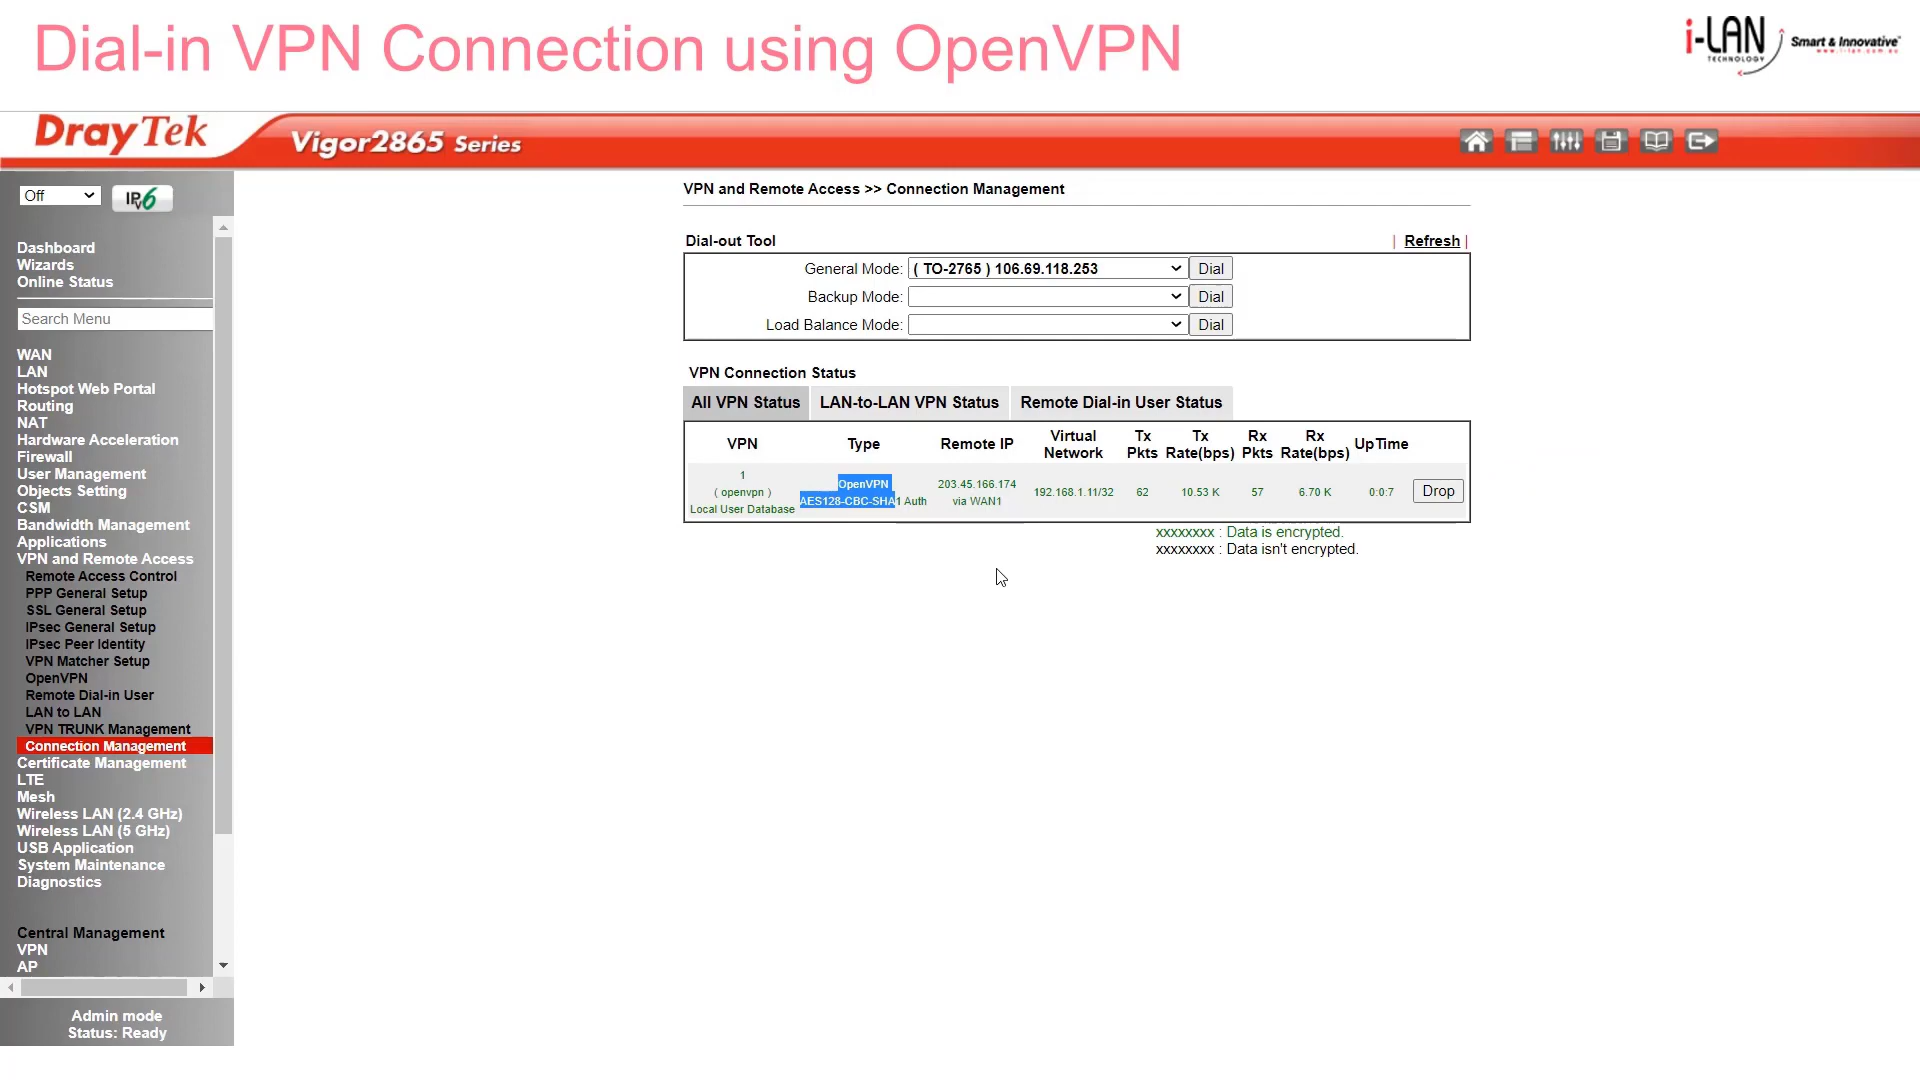 Dial-in VPN Connection using OpenVPN
i-LAN
TECHNOLOGY
Smart & Innovative™
www.i-lan.com.au
DrayTek
Vigor2865 Series
Off
IPv6
Dashboard
Wizards
Online Status
Search Menu
WAN
LAN
Hotspot Web Portal
Routing
NAT
Hardware Acceleration
Firewall
User Management
Objects Setting
CSM
Bandwidth Management
Applications
VPN and Remote Access
Remote Access Control
PPP General Setup
SSL General Setup
IPsec General Setup
IPsec Peer Identity
VPN Matcher Setup
OpenVPN
Remote Dial-in User
LAN to LAN
VPN TRUNK Management
Connection Management
Certificate Management
LTE
Mesh
Wireless LAN (2.4 GHz)
Wireless LAN (5 GHz)
USB Application
System Maintenance
Diagnostics
Central Management
VPN
AP
Admin mode
Status: Ready
VPN and Remote Access >> Connection Management
Dial-out Tool | Refresh |
General Mode: ( TO-2765 ) 106.69.118.253 Dial
Backup Mode: Dial
Load Balance Mode: Dial
VPN Connection Status
All VPN Status LAN-to-LAN VPN Status Remote Dial-in User Status
VPN Type Remote IP Virtual Network Tx Pkts Tx Rate(bps) Rx Pkts Rx Rate(bps) UpTime
1
( openvpn )
Local User Database
OpenVPN
AES128-CBC-SHA1 Auth
203.45.166.174
via WAN1
192.168.1.11/32 62 10.53 K 57 6.70 K 0:0:7 Drop
xxxxxxxx : Data is encrypted.
xxxxxxxx : Data isn't encrypted.